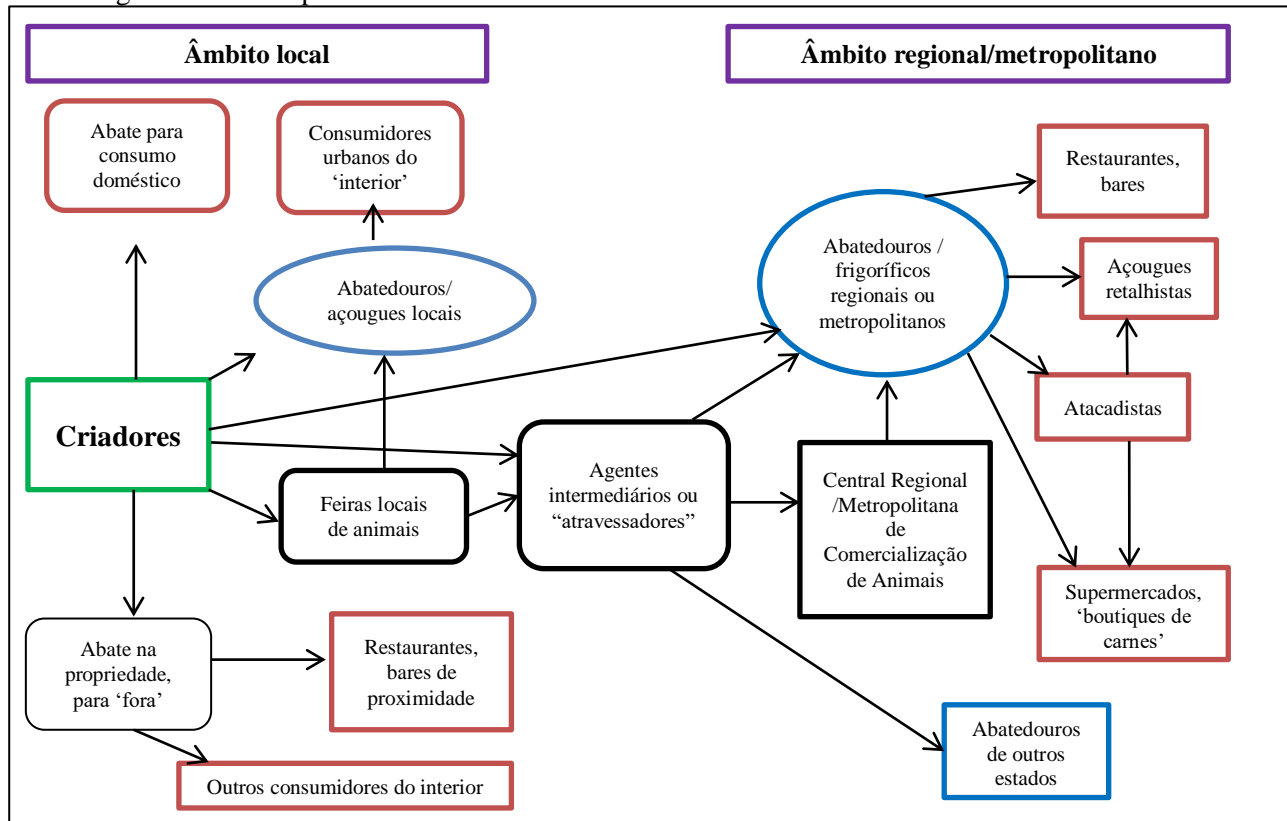 Âmbito local
Âmbito regional/metropolitano
Abate para
consumo
doméstico
Consumidores
urbanos do
‘interior’
Restaurantes,
bares
Abatedouros/
açougues locais
Abatedouros /
frigoríficos
regionais ou
metropolitanos
Açougues
retalhistas
Criadores
Atacadistas
Feiras locais
de animais
Agentes
intermediários ou
“atravessadores”
Central Regional
/Metropolitana
de
Comercialização
de Animais
Supermercados,
‘boutiques de
carnes’
Abate na
propriedade,
para ‘fora’
Restaurantes,
bares de
proximidade
Abatedouros
de outros
estados
Outros consumidores do interior